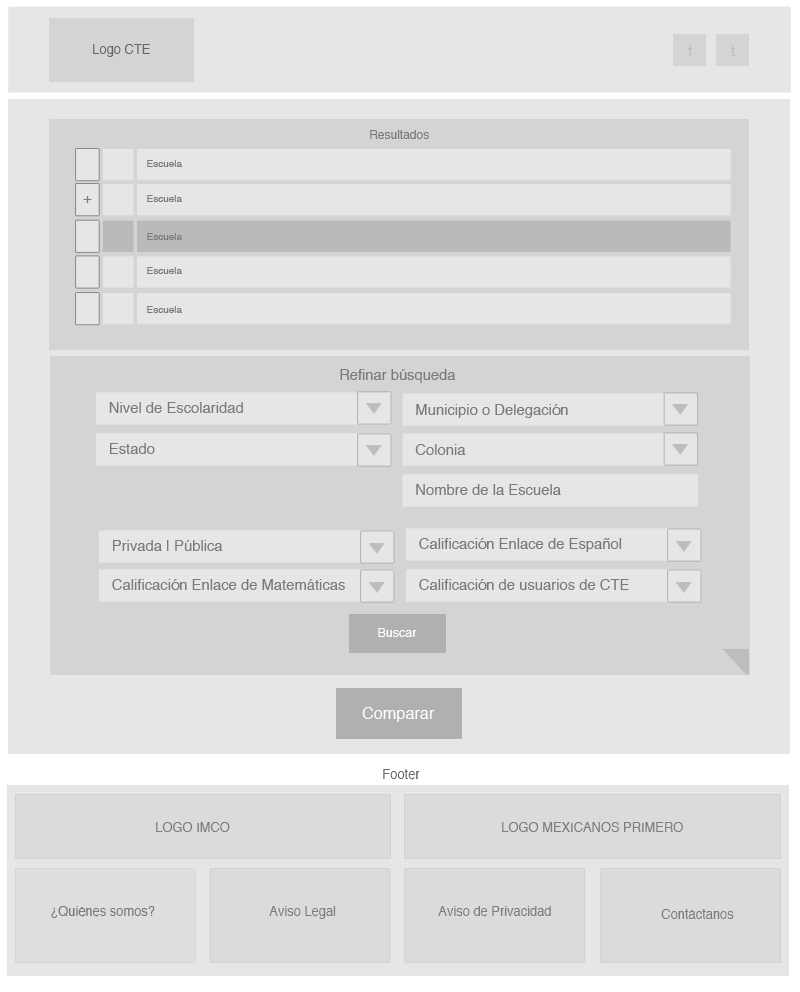 Logo CTE
f
t
Resultados
Escuela
+
Escuela
Escuela
Escuela
Escuela
Refinar búsqueda
Nivel de Escolaridad
Municipio o Delegación
Estado
Colonia
Nombre de la Escuela
Privada I Pública
Calificación Enlace de Español
Calificación Enlace de Matemáticas
Calificación de usuarios de CTE
Buscar
Comparar
Footer
LOGO IMCO
LOGO MEXICANOS PRIMERO
¿Quiénes somos?
Aviso Legal
Aviso de Privacidad
Contáctanos